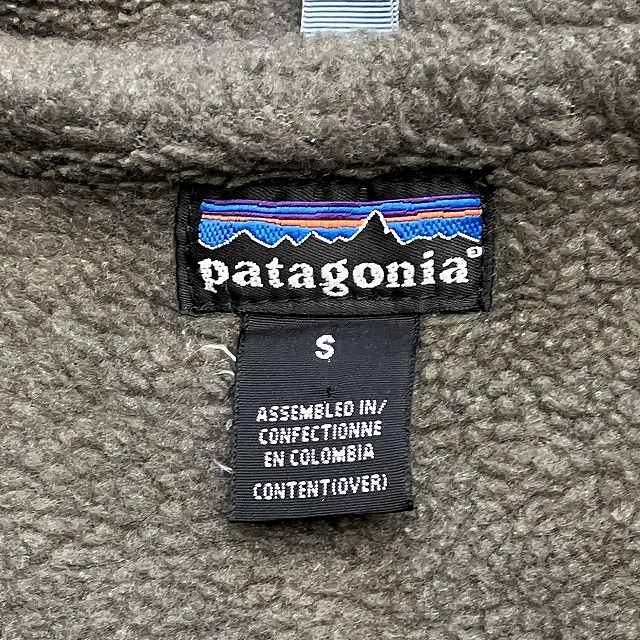 patagonia®
S
ASSEMBLED IN/
CONFECTIONNE
EN COLOMBIA
CONTENT(OVER)